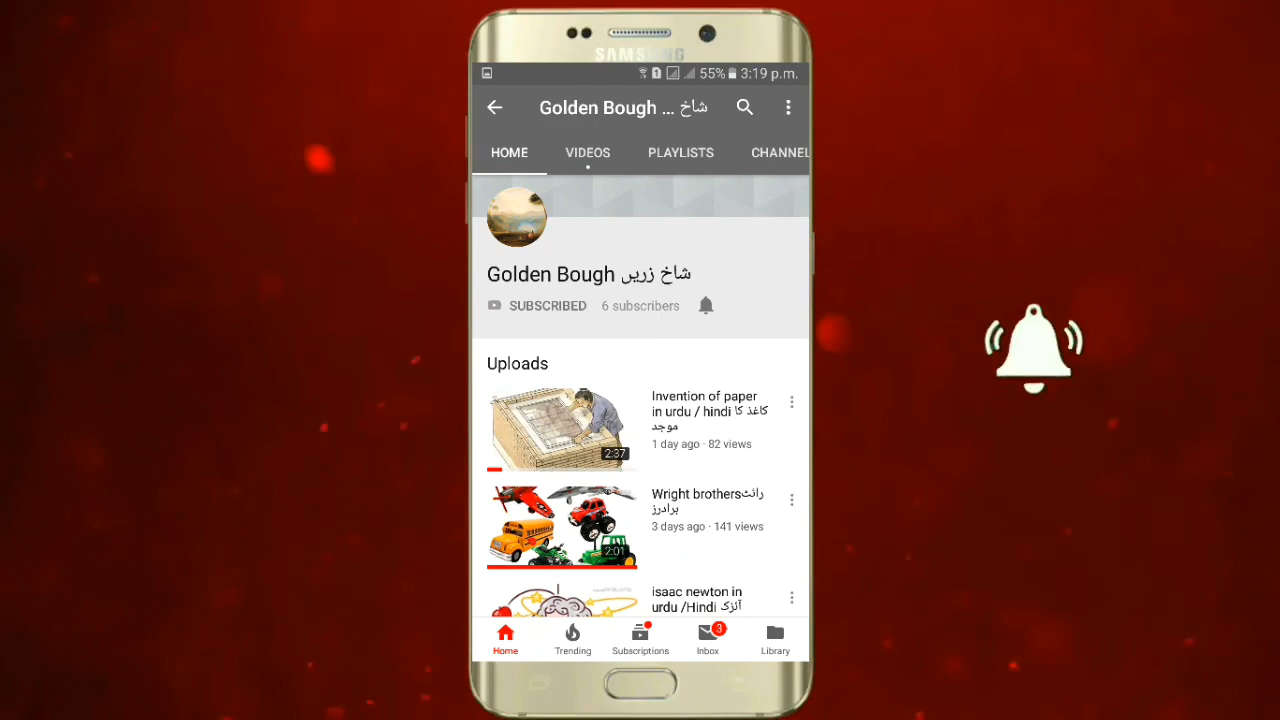 SAMSUNG
55% 3:19 p.m.
Golden Bough ... شاخ
HOME VIDEOS PLAYLISTS CHANNEL
Golden Bough شاخ زریں
SUBSCRIBED 6 subscribers
Uploads
Invention of paper
in urdu / hindi کاغذ کا
موجد
1 day ago · 82 views
2:37
Wright brothersرائٹ
برادرز
3 days ago · 141 views
2:01
isaac newton in
urdu /Hindi آئزک
Home Trending Subscriptions 3 Inbox Library